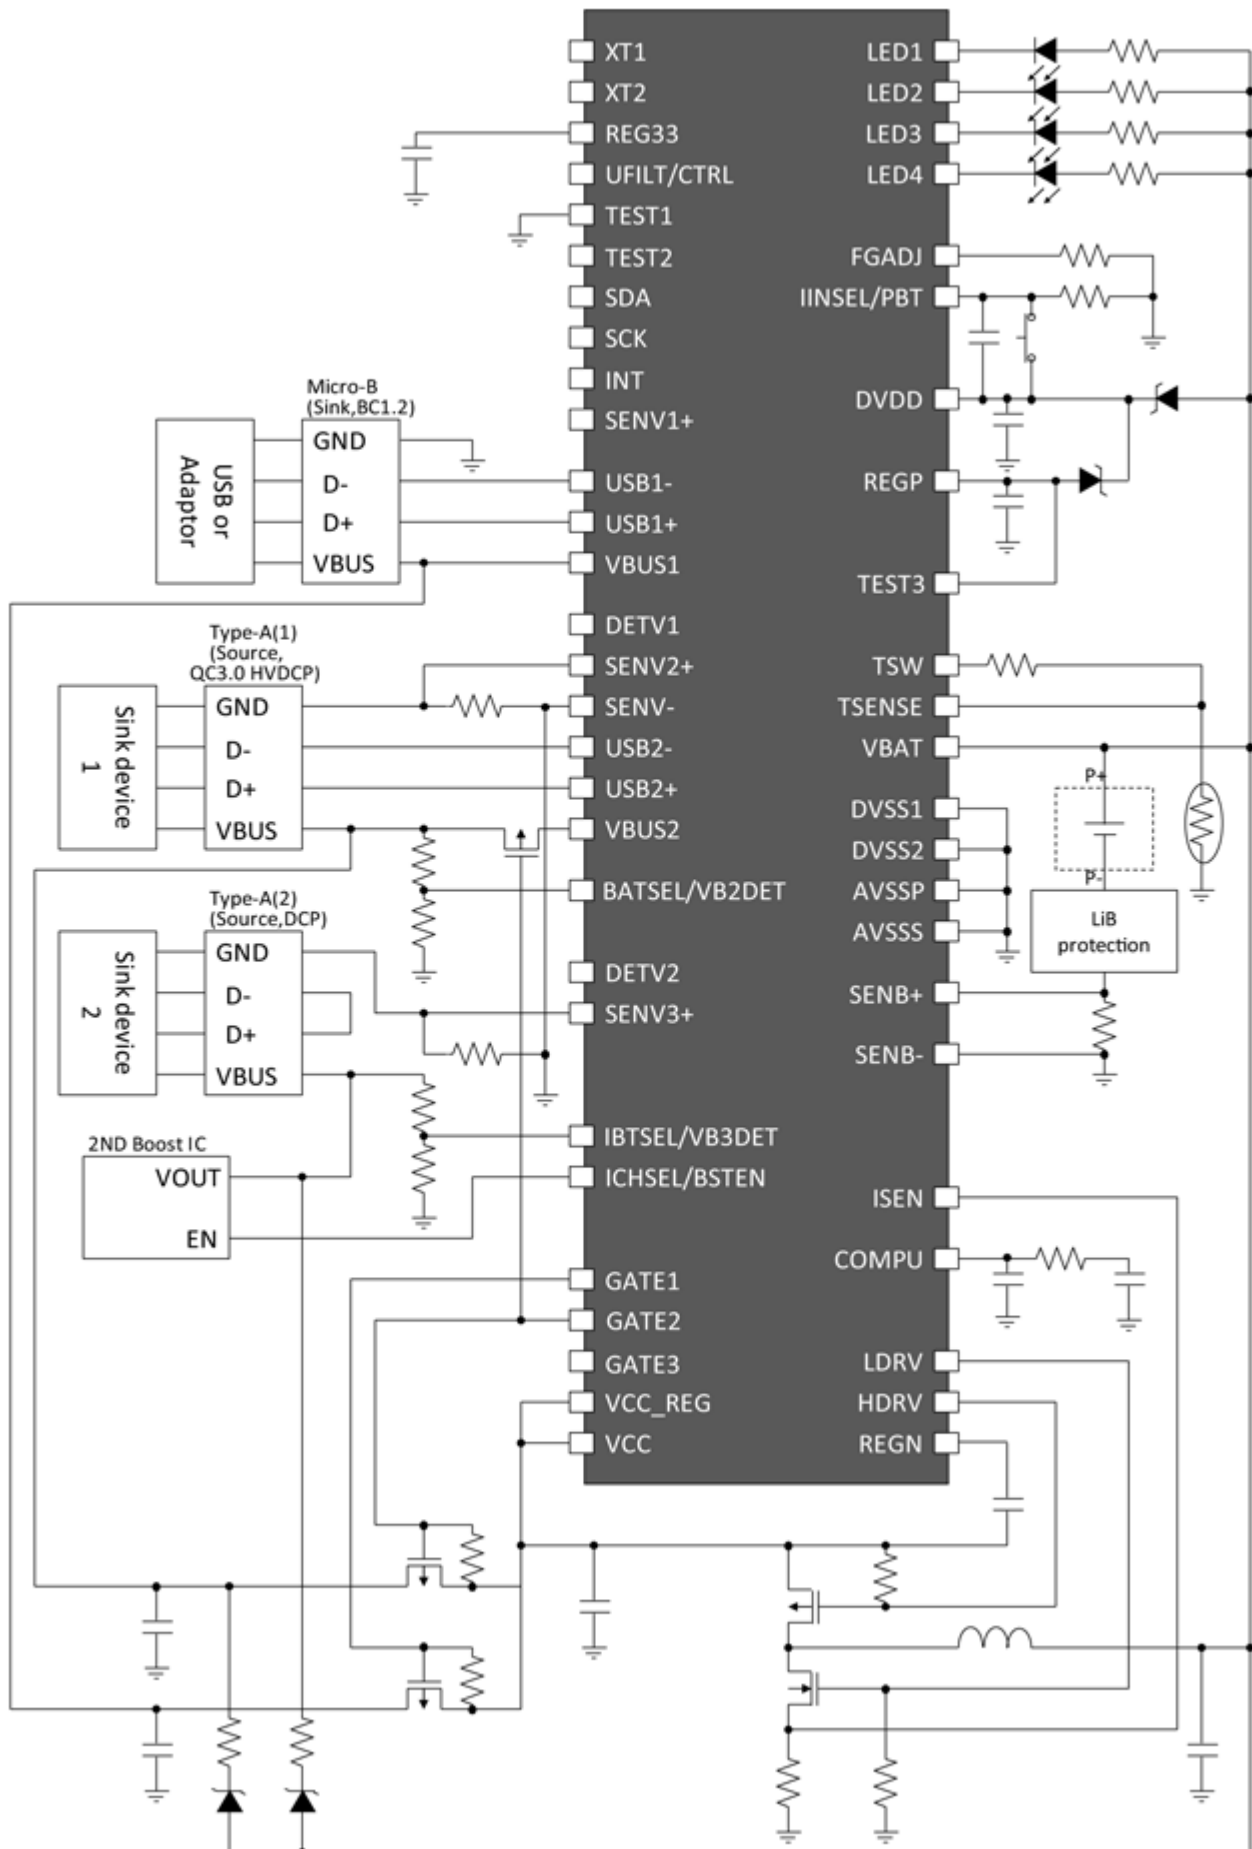 XT1
XT2
REG33
UFILT/CTRL
TEST1
TEST2
SDA
SCK
INT
SENV1+
USB1-
USB1+
VBUS1
DETV1
SENV2+
SENV-
USB2-
USB2+
VBUS2
BATSEL/VB2DET
DETV2
SENV3+
IBTSEL/VB3DET
ICHSEL/BSTEN
GATE1
GATE2
GATE3
VCC_REG
VCC
LED1
LED2
LED3
LED4
FGADJ
IINSEL/PBT
DVDD
REGP
TEST3
TSW
TSENSE
VBAT
DVSS1
DVSS2
AVSSP
AVSSS
SENB+
SENB-
ISEN
COMPU
LDRV
HDRV
REGN
Micro-B
(Sink,BC1.2)
GND
D-
D+
VBUS
USB or
Adaptor
Type-A(1)
(Source,
QC3.0 HVDCP)
GND
D-
D+
VBUS
Sink device
1
Type-A(2)
(Source,DCP)
GND
D-
D+
VBUS
Sink device
2
2ND Boost IC
VOUT
EN
P+
P-
LiB
protection